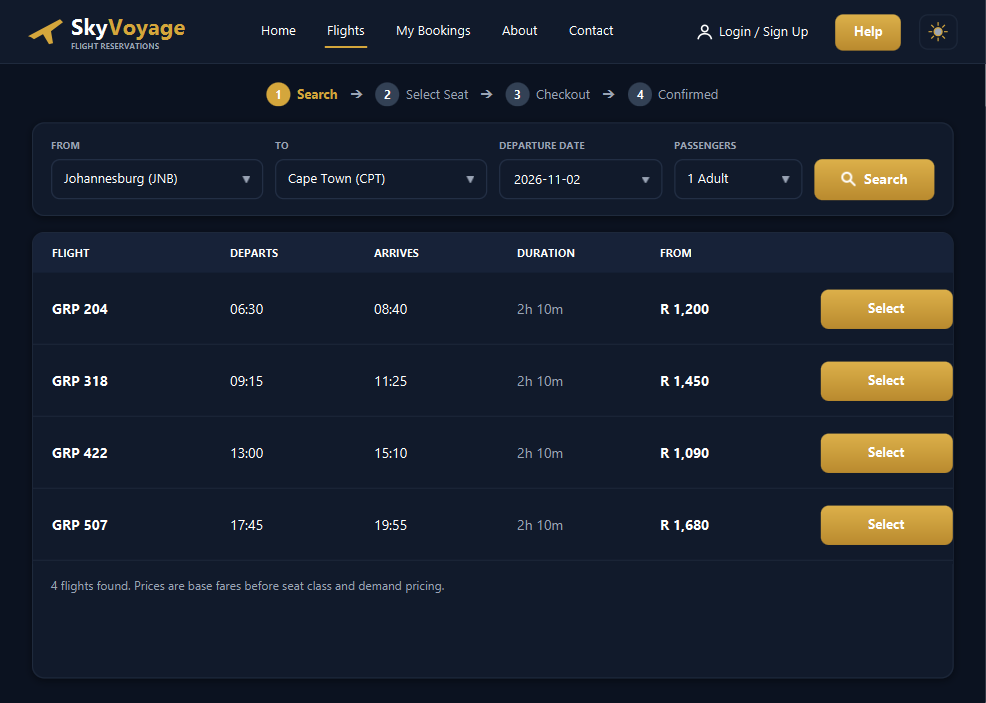 SkyVoyage
FLIGHT RESERVATIONS
Home Flights My Bookings About Contact Login / Sign Up Help
1 Search → 2 Select Seat → 3 Checkout → 4 Confirmed
FROM TO DEPARTURE DATE PASSENGERS
Johannesburg (JNB) ▼ Cape Town (CPT) ▼ 2026-11-02 ▼ 1 Adult ▼ Search
FLIGHT DEPARTS ARRIVES DURATION FROM
GRP 204 06:30 08:40 2h 10m R 1,200 Select
GRP 318 09:15 11:25 2h 10m R 1,450 Select
GRP 422 13:00 15:10 2h 10m R 1,090 Select
GRP 507 17:45 19:55 2h 10m R 1,680 Select
4 flights found. Prices are base fares before seat class and demand pricing.